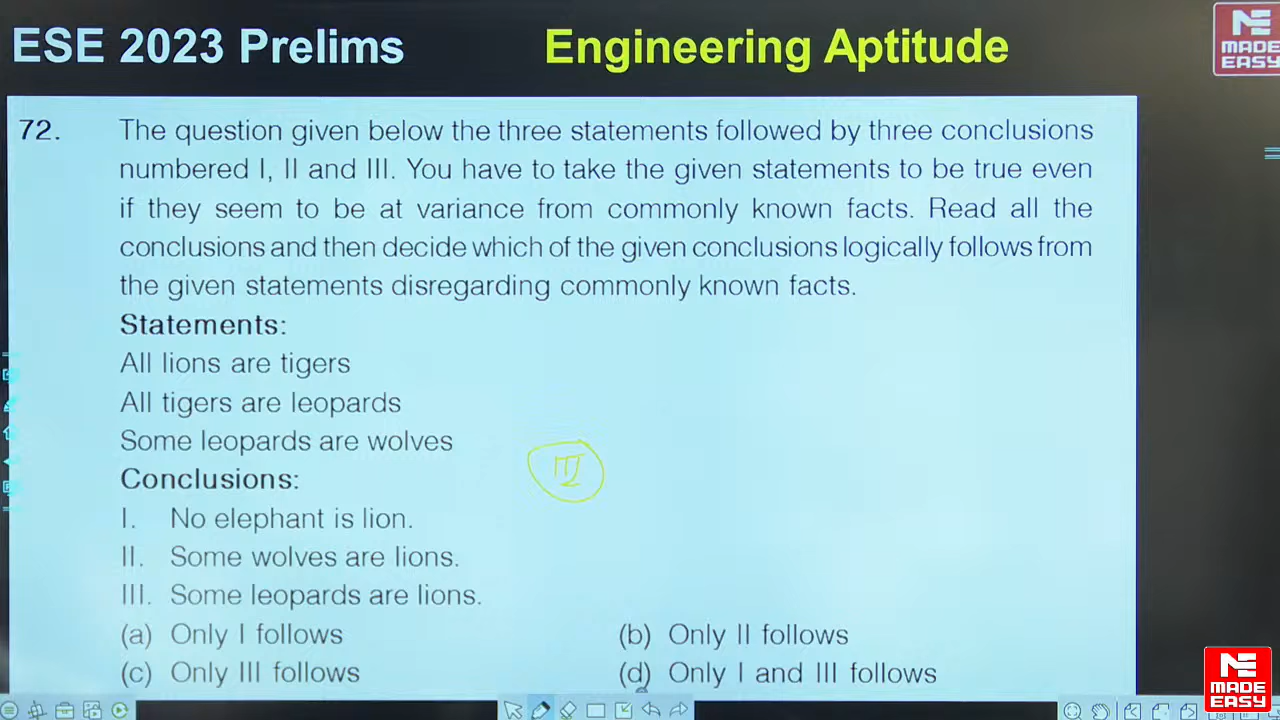 ESE 2023 Prelims Engineering Aptitude
NE
MADE
EASY
72. The question given below the three statements followed by three conclusions
numbered I, II and III. You have to take the given statements to be true even
if they seem to be at variance from commonly known facts. Read all the
conclusions and then decide which of the given conclusions logically follows from
the given statements disregarding commonly known facts.
Statements:
All lions are tigers
All tigers are leopards
Some leopards are wolves
III
Conclusions:
I. No elephant is lion.
II. Some wolves are lions.
III. Some leopards are lions.
(a) Only I follows (b) Only II follows
(c) Only III follows (d) Only I and III follows
NE
MADE
EASY